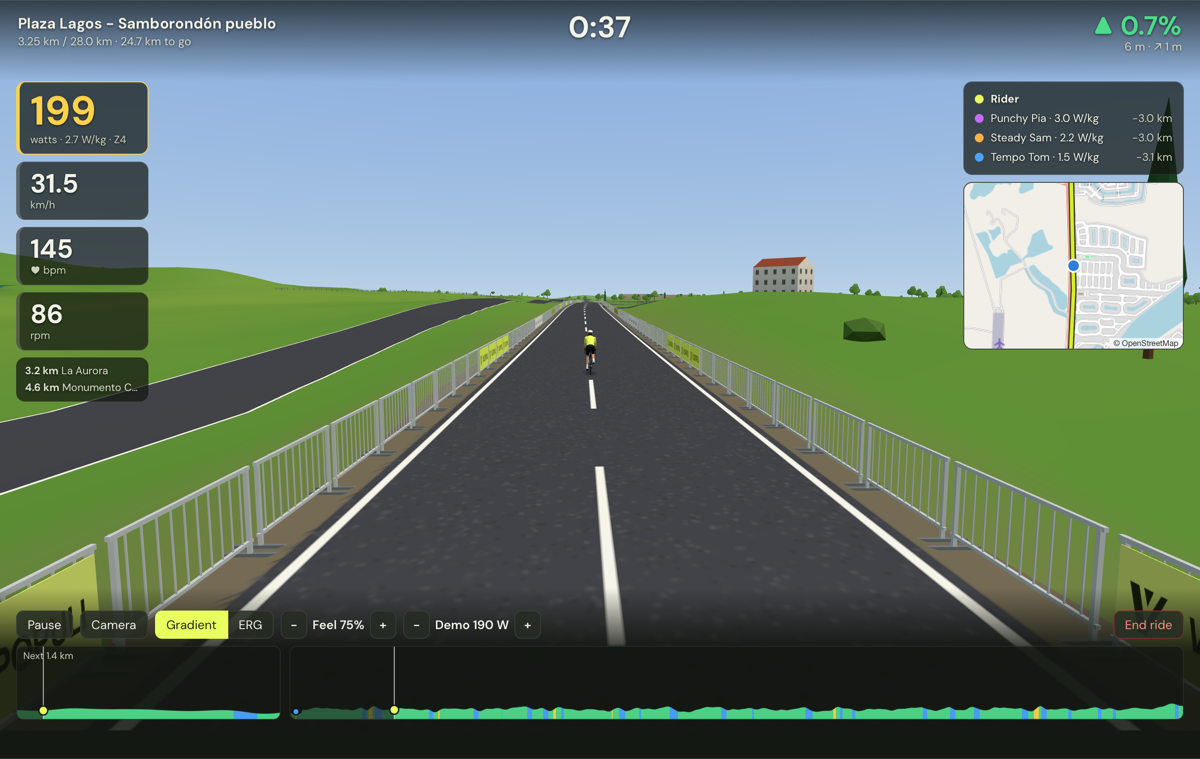 Plaza Lagos - Samborondón pueblo
3.25 km / 28.0 km · 24.7 km to go
0:37
▲ 0.7%
6 m · ↗ 1 m
199
watts · 2.7 W/kg · Z4
31.5
km/h
145
♥ bpm
86
rpm
3.2 km La Aurora
4.6 km Monumento C...
Rider
Punchy Pia · 3.0 W/kg −3.0 km
Steady Sam · 2.2 W/kg −3.0 km
Tempo Tom · 1.5 W/kg −3.1 km
© OpenStreetMap
Pause
Camera
Gradient
ERG
− Feel 75% +
− Demo 190 W +
End ride
Next 1.4 km